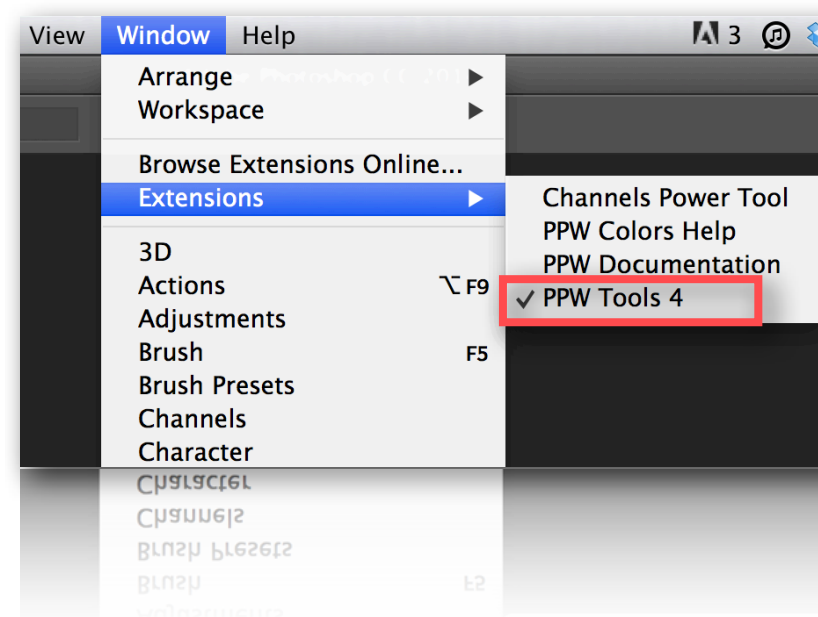 View Window Help 3
Arrange
Workspace
Browse Extensions Online...
Extensions
Channels Power Tool
PPW Colors Help
PPW Documentation
✓ PPW Tools 4
3D
Actions ⌥ F9
Adjustments
Brush F5
Brush Presets
Channels
Character